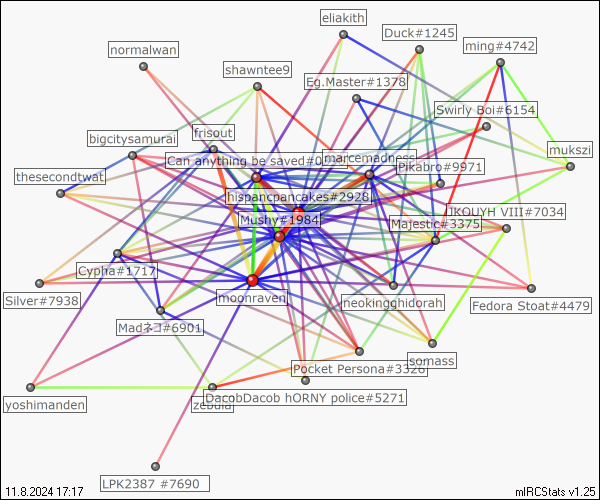 eliakith
Duck#1245
normalwan
ming#4742
shawntee9
Eg.Master#1378
Swirly Boi#6154
frisout
bigcitysamurai
Can anything be saved#0
marcemadness
Pikabro#9971
mukszi
thesecondtwat
hispancpancakes#2928
Mushy#1984
Majestic#3375
JKOUYH VIII#7034
Cypha#1717
Silver#7938
moonraven
neokingghidorah
Fedora Stoat#4479
Madネコ#6901
Pocket Persona#3328
somass
yoshimanden
zebula
DacobDacob hORNY police#5271
LPK2387 #7690
11.8.2024 17:17
mIRCStats v1.25